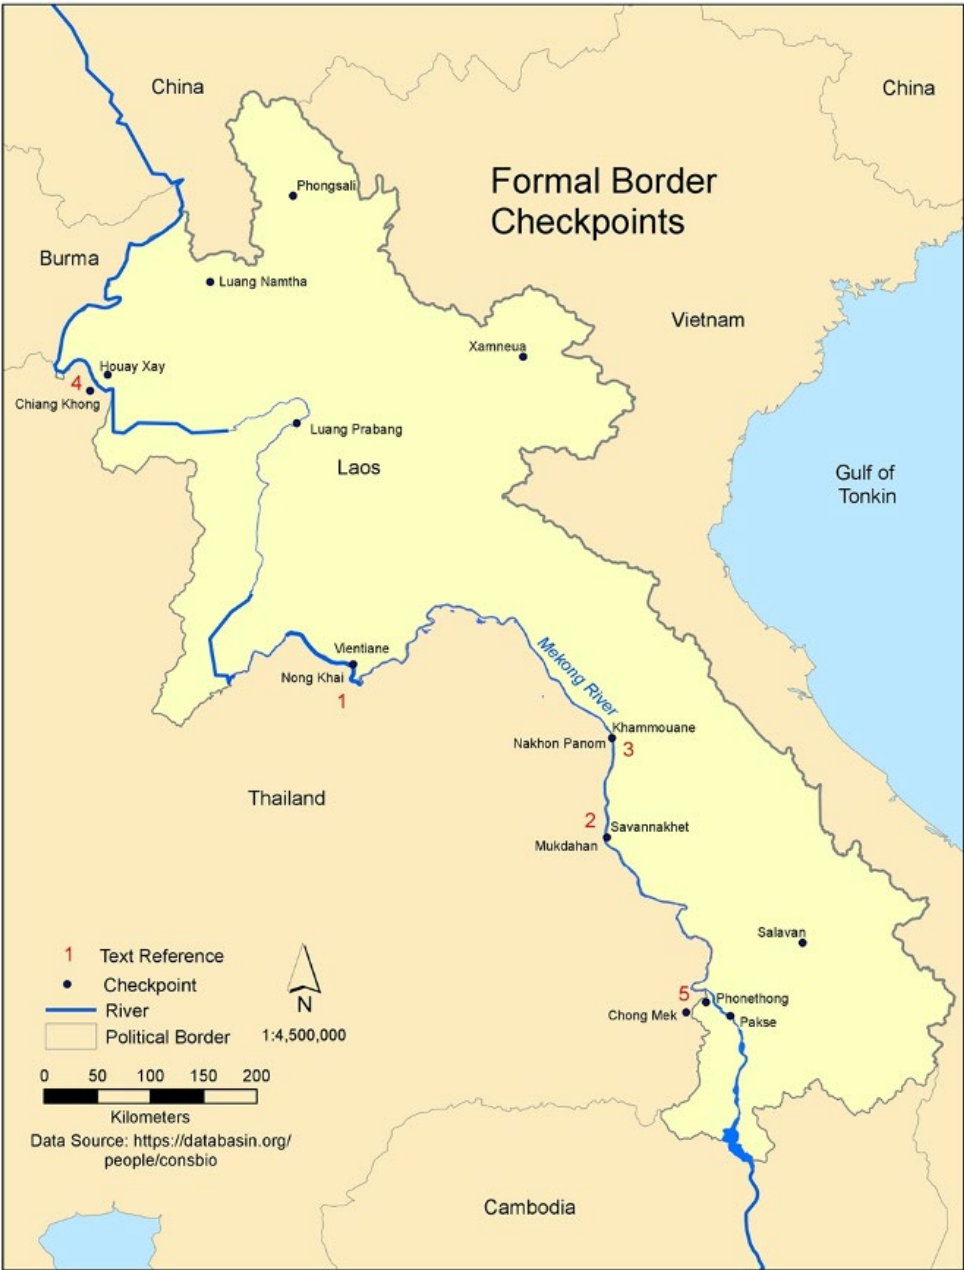 China
China
Formal Border
Checkpoints
Phongsali
Burma
Luang Namtha
Vietnam
Xamneua
Houay Xay
4
Chiang Khong
Luang Prabang
Laos
Gulf of
Tonkin
Mekong River
Vientiane
Nong Khai
1
Khammouane
Nakhon Panom
3
Thailand
2
Savannakhet
Mukdahan
Salavan
5
Phonethong
Chong Mek
Pakse
1 Text Reference
Checkpoint
River
Political Border
N
1:4,500,000
0 50 100 150 200
Kilometers
Data Source: https://databasin.org/
people/consbio
Cambodia